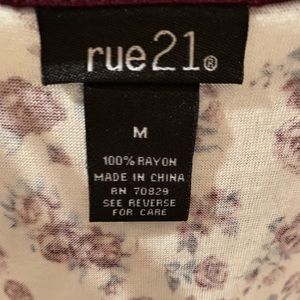 rue21®
M
100% RAYON
MADE IN CHINA
RN 70829
SEE REVERSE
FOR CARE